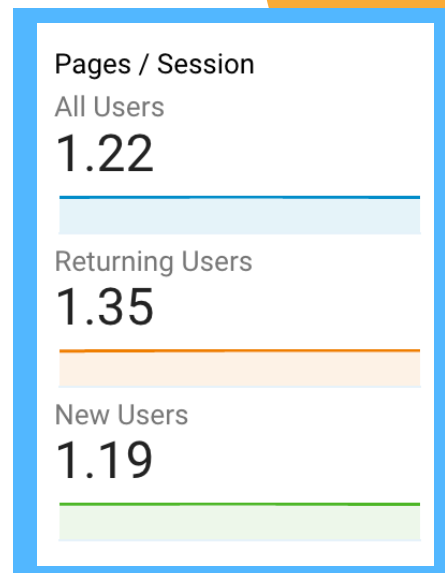 Pages / Session
All Users
1.22
Returning Users
1.35
New Users
1.19